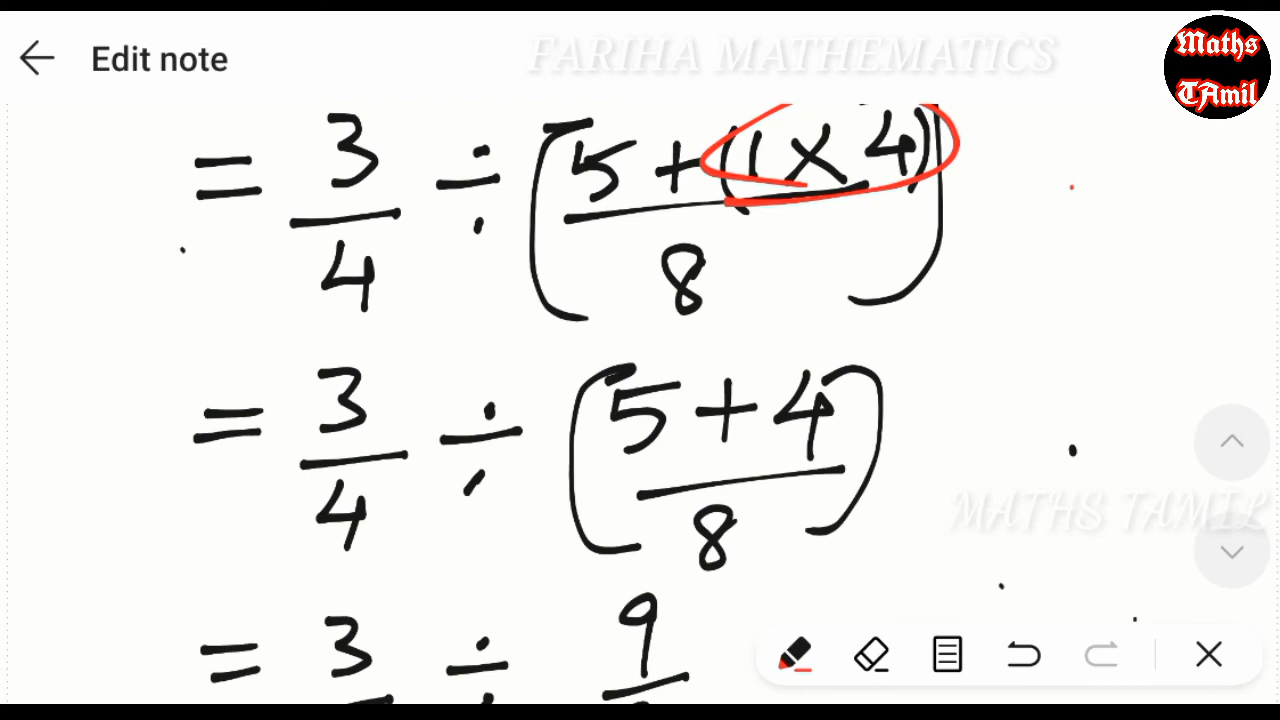 Edit note
FARIHA MATHEMATICS
Maths
TAmil
= 3/4 ÷ (5 + (1 × 4)/8)
= 3/4 ÷ (5 + 4/8)
MATHS TAMIL
= 3 ÷ 9